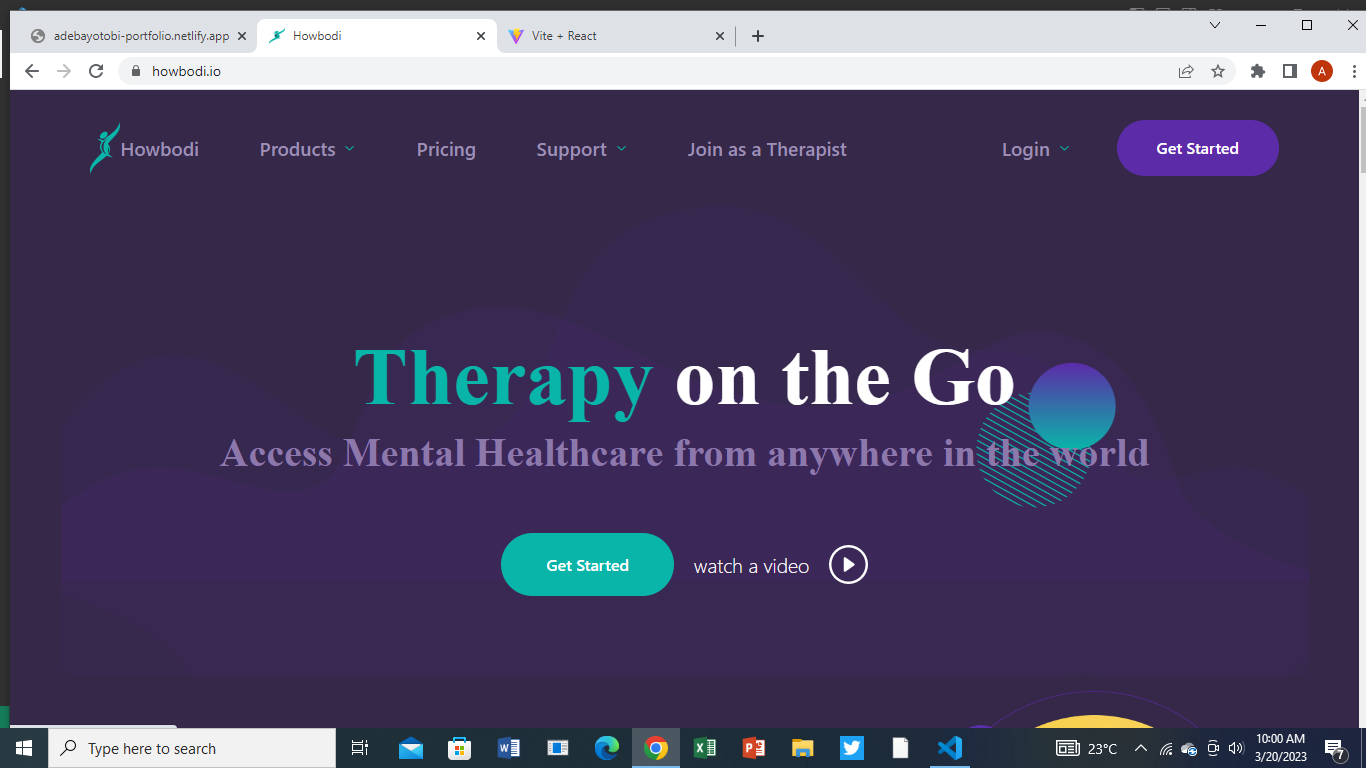 adebayotobi-portfolio.netlify.app
Howbodi
Vite + React
howbodi.io
A
Howbodi
Products
Pricing
Support
Join as a Therapist
Login
Get Started
Therapy on the Go
Access Mental Healthcare from anywhere in the world
Get Started
watch a video
Type here to search
23°C
10:00 AM
3/20/2023
7